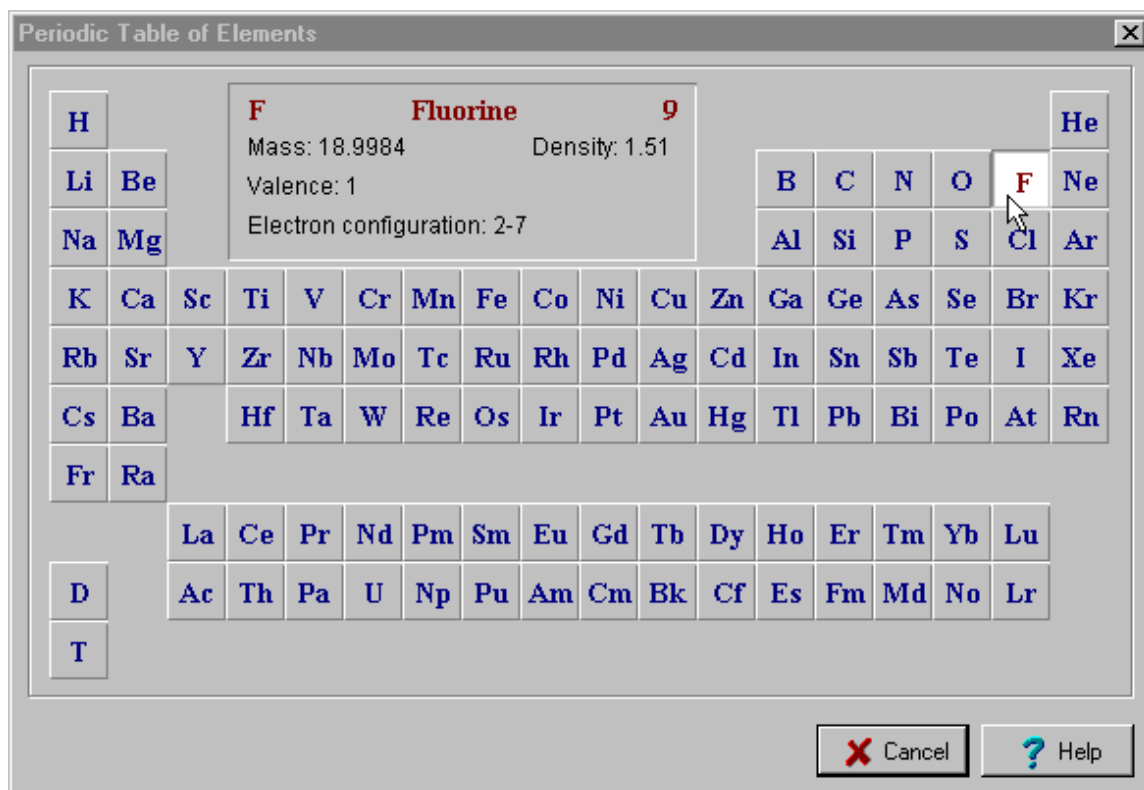 Periodic Table of Elements
F Fluorine 9
Mass: 18.9984 Density: 1.51
Valence: 1
Electron configuration: 2-7
H He
Li Be B C N O F Ne
Na Mg Al Si P S Cl Ar
K Ca Sc Ti V Cr Mn Fe Co Ni Cu Zn Ga Ge As Se Br Kr
Rb Sr Y Zr Nb Mo Tc Ru Rh Pd Ag Cd In Sn Sb Te I Xe
Cs Ba Hf Ta W Re Os Ir Pt Au Hg Tl Pb Bi Po At Rn
Fr Ra
La Ce Pr Nd Pm Sm Eu Gd Tb Dy Ho Er Tm Yb Lu
D Ac Th Pa U Np Pu Am Cm Bk Cf Es Fm Md No Lr
T
Cancel ? Help